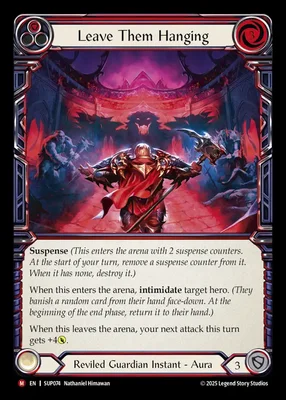 Leave Them Hanging
Suspense (This enters the arena with 2 suspense counters.
At the start of your turn, remove a suspense counter from it.
When it has none, destroy it.)
When this enters the arena, intimidate target hero. (They
banish a random card from their hand face-down. At the
beginning of the end phase, return it to their hand.)
When this leaves the arena, your next attack this turn
gets +4.
Reviled Guardian Instant - Aura
3
M EN SUP074 Nathaniel Himawan
© 2025 Legend Story Studios